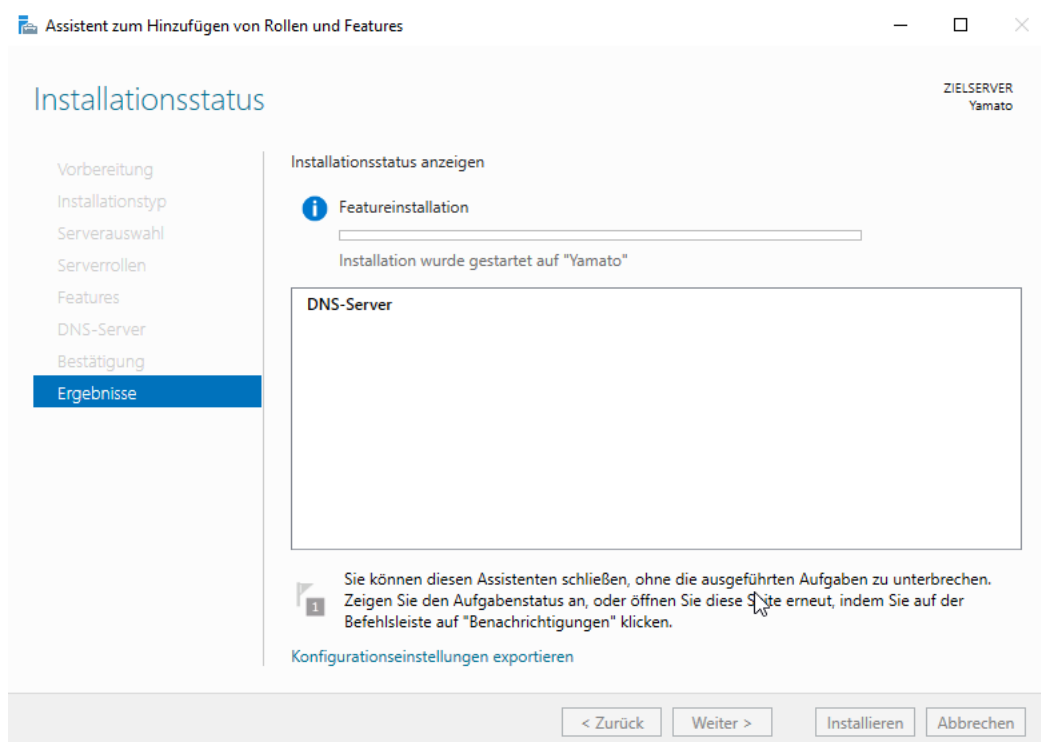 Assistent zum Hinzufügen von Rollen und Features
Installationsstatus
ZIELSERVER
Yamato
Vorbereitung
Installationstyp
Serverauswahl
Serverrollen
Features
DNS-Server
Bestätigung
Ergebnisse
Installationsstatus anzeigen
Featureinstallation
Installation wurde gestartet auf "Yamato"
DNS-Server
1
Sie können diesen Assistenten schließen, ohne die ausgeführten Aufgaben zu unterbrechen.
Zeigen Sie den Aufgabenstatus an, oder öffnen Sie diese Seite erneut, indem Sie auf der
Befehlsleiste auf "Benachrichtigungen" klicken.
Konfigurationseinstellungen exportieren
< Zurück
Weiter >
Installieren
Abbrechen